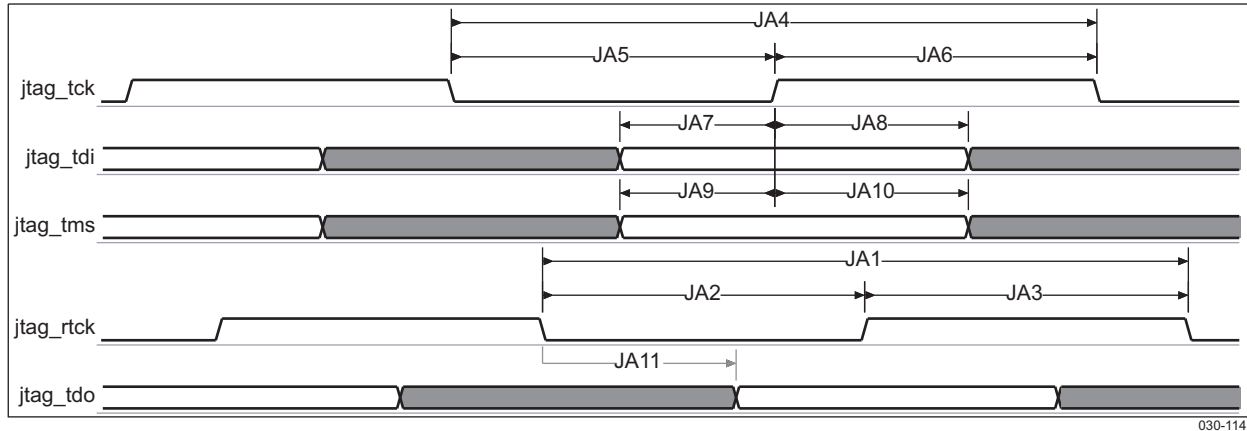 JA4
JA5 JA6
jtag_tck
JA7 JA8
jtag_tdi
JA9 JA10
jtag_tms
JA1
JA2 JA3
jtag_rtck
JA11
jtag_tdo
030-114